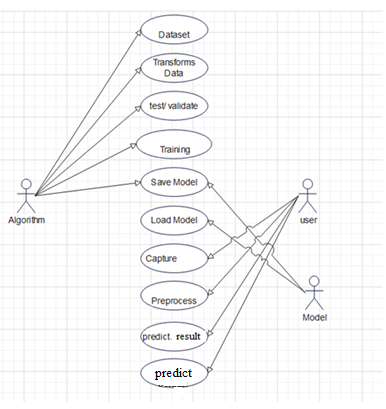 Dataset
Transforms
Data
test/ validate
Training
Save Model
Algorithm
user
Load Model
Capture
Preprocess
Model
predict. result
predict